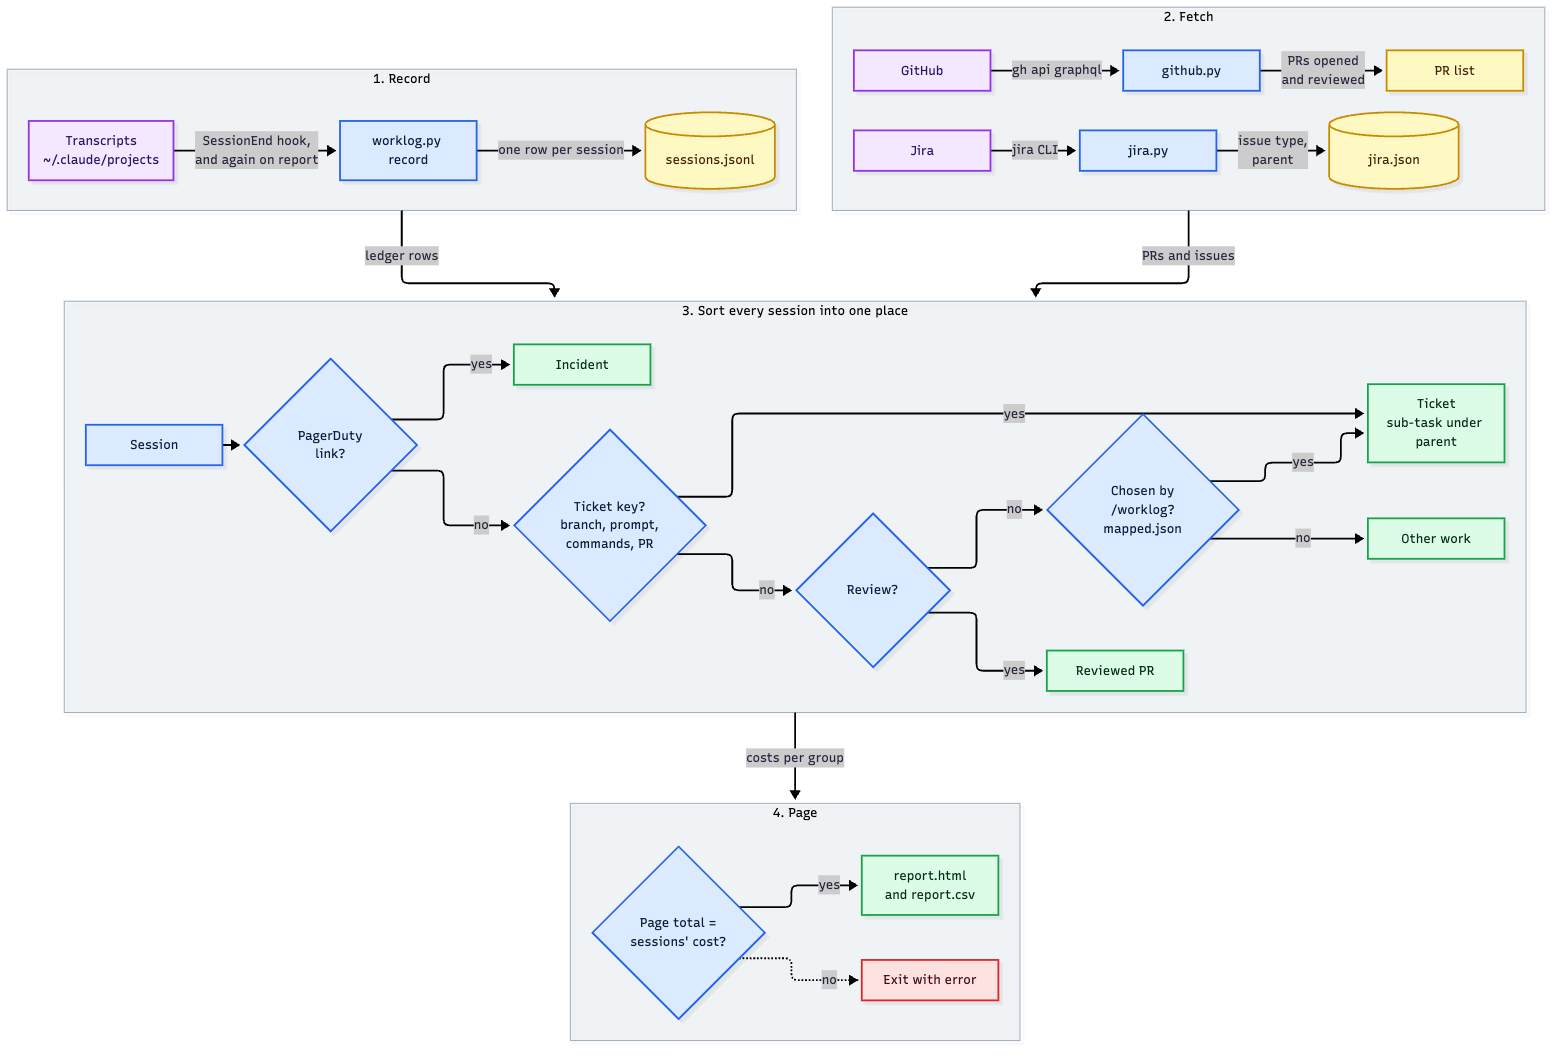 1. Record
Transcripts
~/.claude/projects
SessionEnd hook,
and again on report
worklog.py
record
one row per session
sessions.jsonl
2. Fetch
GitHub
gh api graphql
github.py
PRs opened
and reviewed
PR list
Jira
jira CLI
jira.py
issue type,
parent
jira.json
ledger rows
PRs and issues
3. Sort every session into one place
Session
PagerDuty
link?
yes
Incident
no
Ticket key?
branch, prompt,
commands, PR
yes
no
Review?
no
Chosen by
/worklog?
mapped.json
yes
Ticket
sub-task under
parent
no
Other work
yes
Reviewed PR
costs per group
4. Page
Page total =
sessions' cost?
yes
report.html
and report.csv
no
Exit with error